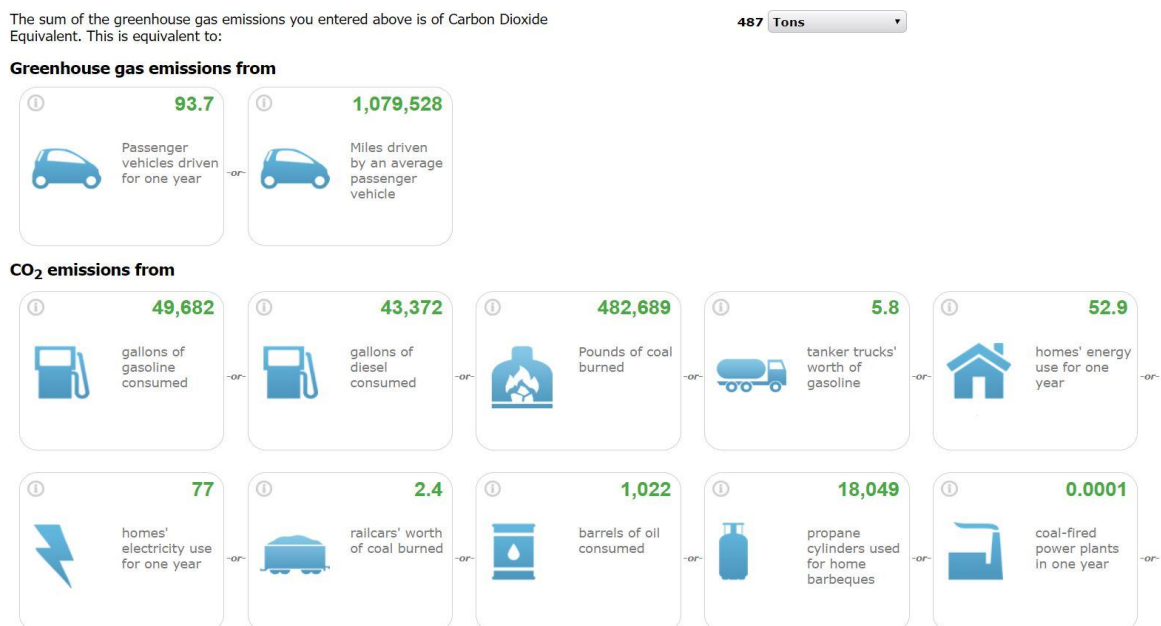 The sum of the greenhouse gas emissions you entered above is of Carbon Dioxide
Equivalent. This is equivalent to:
487 Tons
Greenhouse gas emissions from
93.7
Passenger
vehicles driven
for one year
-or-
1,079,528
Miles driven
by an average
passenger
vehicle
CO₂ emissions from
49,682
gallons of
gasoline
consumed
-or-
43,372
gallons of
diesel
consumed
-or-
482,689
Pounds of coal
burned
-or-
5.8
tanker trucks'
worth of
gasoline
-or-
52.9
homes' energy
use for one
year
-or-
77
homes'
electricity use
for one year
-or-
2.4
railcars' worth
of coal burned
-or-
1,022
barrels of oil
consumed
-or-
18,049
propane
cylinders used
for home
barbeques
-or-
0.0001
coal-fired
power plants
in one year
-or-